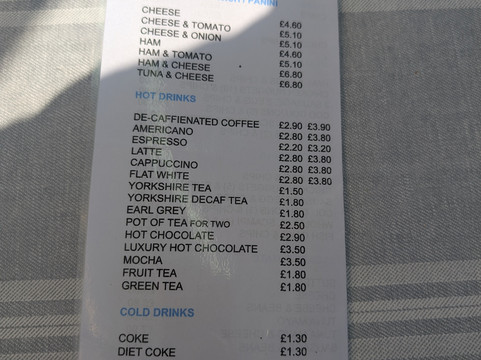 PANINI
CHEESE £4.60
CHEESE & TOMATO £5.10
CHEESE & ONION £5.10
HAM £4.60
HAM & TOMATO £5.10
HAM & CHEESE £6.80
TUNA & CHEESE £6.80
HOT DRINKS
DE-CAFFIENATED COFFEE £2.90 £3.90
AMERICANO £2.80 £3.80
ESPRESSO £2.20 £3.20
LATTE £2.80 £3.80
CAPPUCCINO £2.80 £3.80
FLAT WHITE £2.80 £3.80
YORKSHIRE TEA £1.50
YORKSHIRE DECAF TEA £1.80
EARL GREY £1.80
POT OF TEA FOR TWO £2.50
HOT CHOCOLATE £2.90
LUXURY HOT CHOCOLATE £3.50
MOCHA £3.50
FRUIT TEA £1.80
GREEN TEA £1.80
COLD DRINKS
COKE £1.30
DIET COKE £1.30